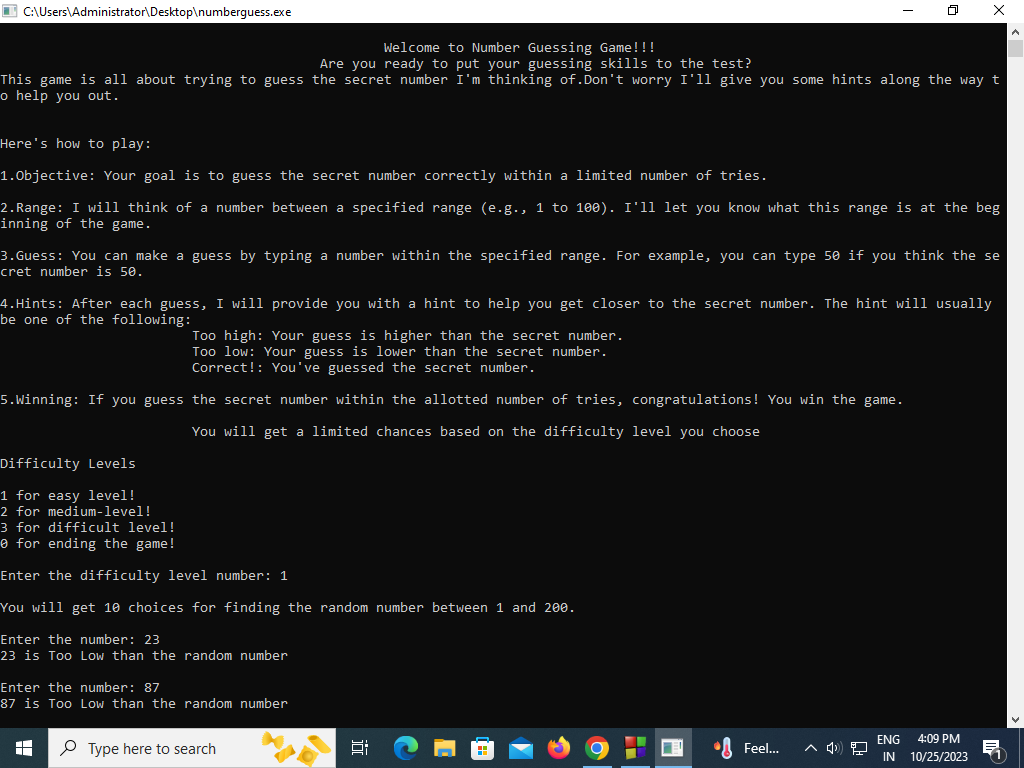 C:\Users\Administrator\Desktop\numberguess.exe
Welcome to Number Guessing Game!!!
Are you ready to put your guessing skills to the test?
This game is all about trying to guess the secret number I'm thinking of.Don't worry I'll give you some hints along the way t
o help you out.
Here's how to play:
1.Objective: Your goal is to guess the secret number correctly within a limited number of tries.
2.Range: I will think of a number between a specified range (e.g., 1 to 100). I'll let you know what this range is at the beg
inning of the game.
3.Guess: You can make a guess by typing a number within the specified range. For example, you can type 50 if you think the se
cret number is 50.
4.Hints: After each guess, I will provide you with a hint to help you get closer to the secret number. The hint will usually
be one of the following:
Too high: Your guess is higher than the secret number.
Too low: Your guess is lower than the secret number.
Correct!: You've guessed the secret number.
5.Winning: If you guess the secret number within the allotted number of tries, congratulations! You win the game.
You will get a limited chances based on the difficulty level you choose
Difficulty Levels
1 for easy level!
2 for medium-level!
3 for difficult level!
0 for ending the game!
Enter the difficulty level number: 1
You will get 10 choices for finding the random number between 1 and 200.
Enter the number: 23
23 is Too Low than the random number
Enter the number: 87
87 is Too Low than the random number
Type here to search
Feel...
ENG
IN
4:09 PM
10/25/2023
1